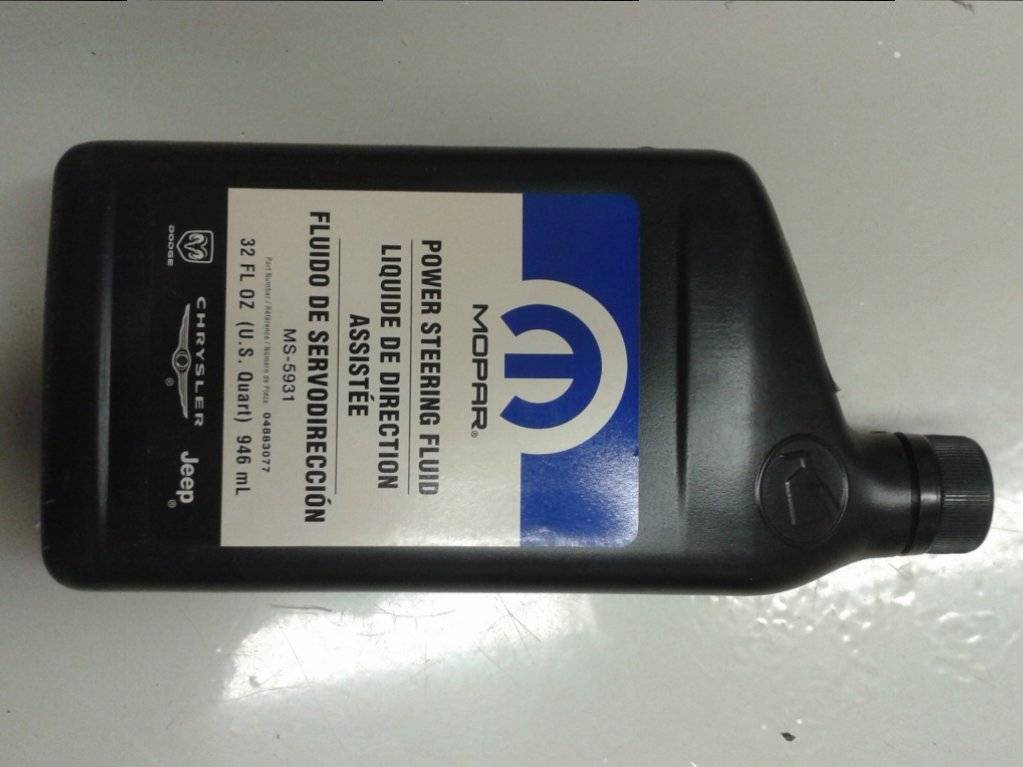 MOPAR®
POWER STEERING FLUID
LIQUIDE DE DIRECTION
ASSISTÉE
FLUIDO DE SERVODIRECCIÓN
MS-5931
Part Number / Référence / Número de Pieza: 04883077
32 FL OZ (U.S. Quart) 946 mL
DODGE
CHRYSLER®
Jeep®